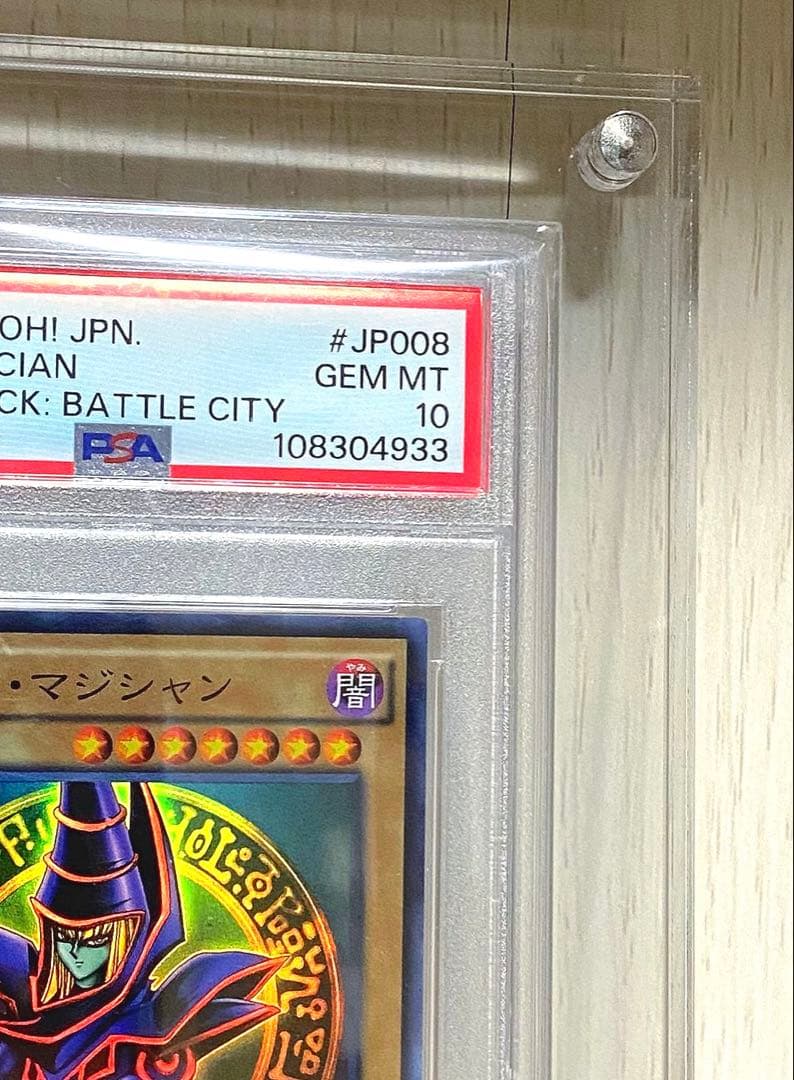 OH! JPN.
#JP008
CIAN
GEM MT
CK: BATTLE CITY
10
PSA
108304933
・マジシャン
やみ
闇